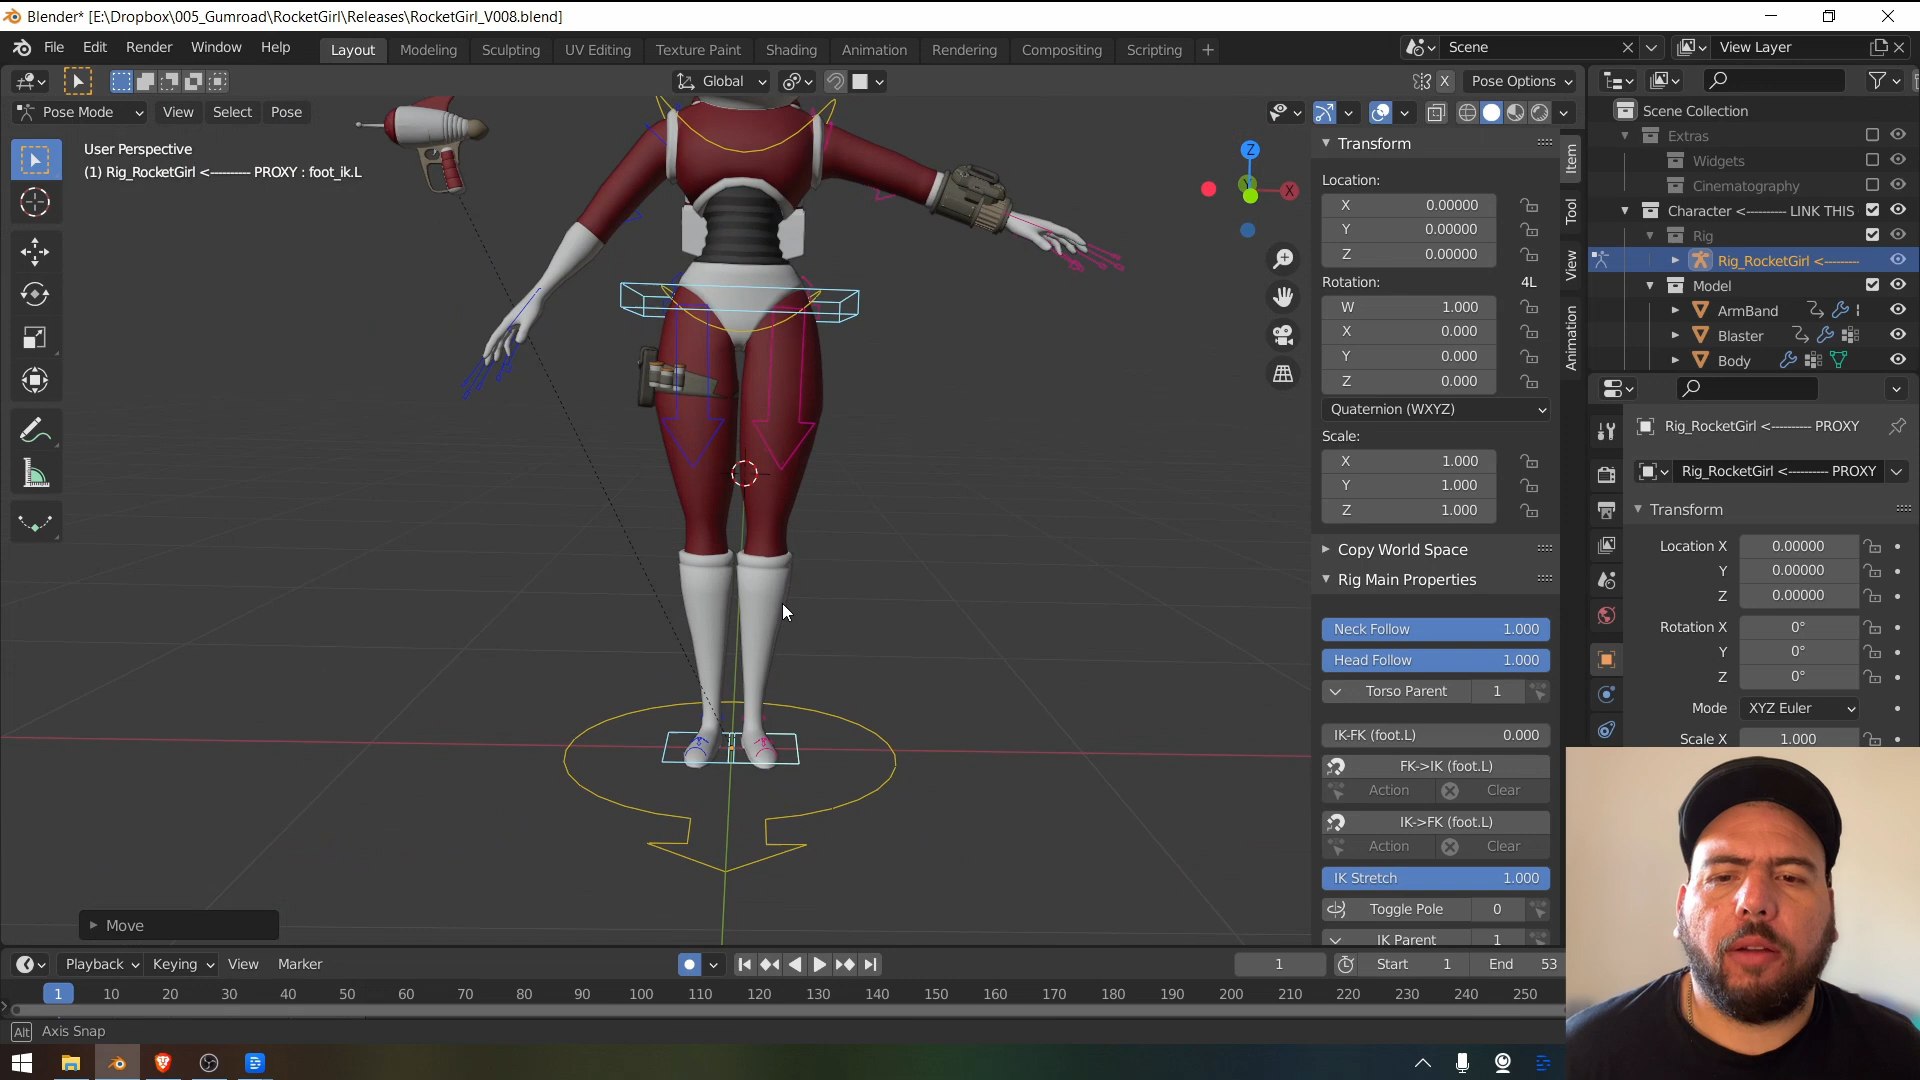 Blender* [E:\Dropbox\005_Gumroad\RocketGirl\Releases\RocketGirl_V008.blend]
File Edit Render Window Help Layout Modeling Sculpting UV Editing Texture Paint Shading Animation Rendering Compositing Scripting + Scene View Layer
Global X Pose Options
Pose Mode View Select Pose
User Perspective
(1) Rig_RocketGirl <---------- PROXY : foot_ik.L
Z
X
Transform
Location:
X 0.00000
Y 0.00000
Z 0.00000
Rotation: 4L
W 1.000
X 0.000
Y 0.000
Z 0.000
Quaternion (WXYZ)
Scale:
X 1.000
Y 1.000
Z 1.000
Copy World Space
Rig Main Properties
Neck Follow 1.000
Head Follow 1.000
Torso Parent 1
IK-FK (foot.L) 0.000
FK->IK (foot.L)
Action Clear
IK->FK (foot.L)
Action Clear
IK Stretch 1.000
Toggle Pole 0
IK Parent 1
Item
Tool
View
Animation
Scene Collection
Extras
Widgets
Cinematography
Character <---------- LINK THIS
Rig
Rig_RocketGirl <---------
Model
ArmBand
Blaster
Body
Rig_RocketGirl <---------- PROXY
Rig_RocketGirl <---------- PROXY
Transform
Location X 0.00000
Y 0.00000
Z 0.00000
Rotation X 0°
Y 0°
Z 0°
Mode XYZ Euler
Scale X 1.000
Move
Playback Keying View Marker 1 Start 1 End 53
1 10 20 30 40 50 60 70 80 90 100 110 120 130 140 150 160 170 180 190 200 210 220 230 240 250
Alt Axis Snap